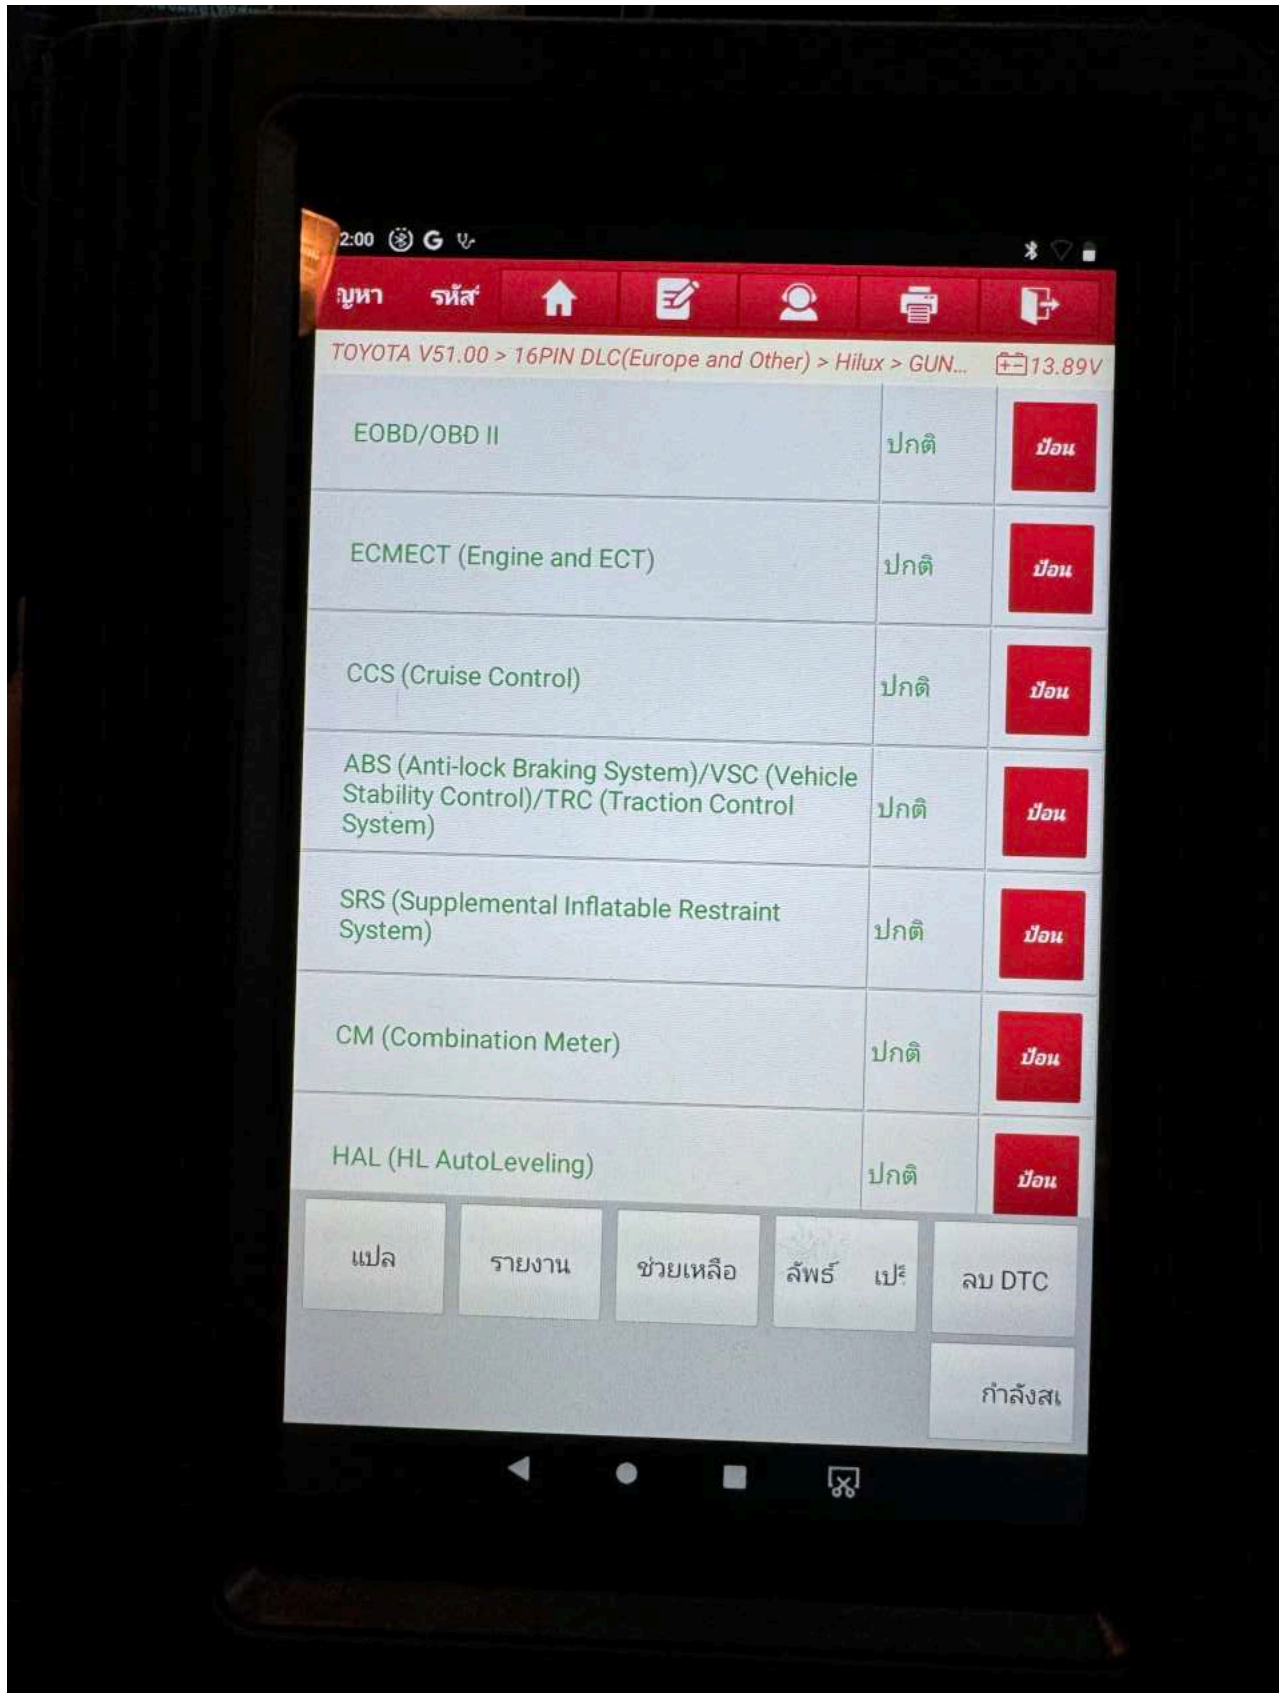 2:00 G
ญหา รหัส
TOYOTA V51.00 > 16PIN DLC(Europe and Other) > Hilux > GUN... 13.89V
EOBD/OBD II ปกติ ป้อน
ECMECT (Engine and ECT) ปกติ ป้อน
CCS (Cruise Control) ปกติ ป้อน
ABS (Anti-lock Braking System)/VSC (Vehicle
Stability Control)/TRC (Traction Control
System) ปกติ ป้อน
SRS (Supplemental Inflatable Restraint
System) ปกติ ป้อน
CM (Combination Meter) ปกติ ป้อน
HAL (HL AutoLeveling) ปกติ ป้อน
แปล รายงาน ช่วยเหลือ ลัพธ์ เปรี ลบ DTC
กำลังสแ